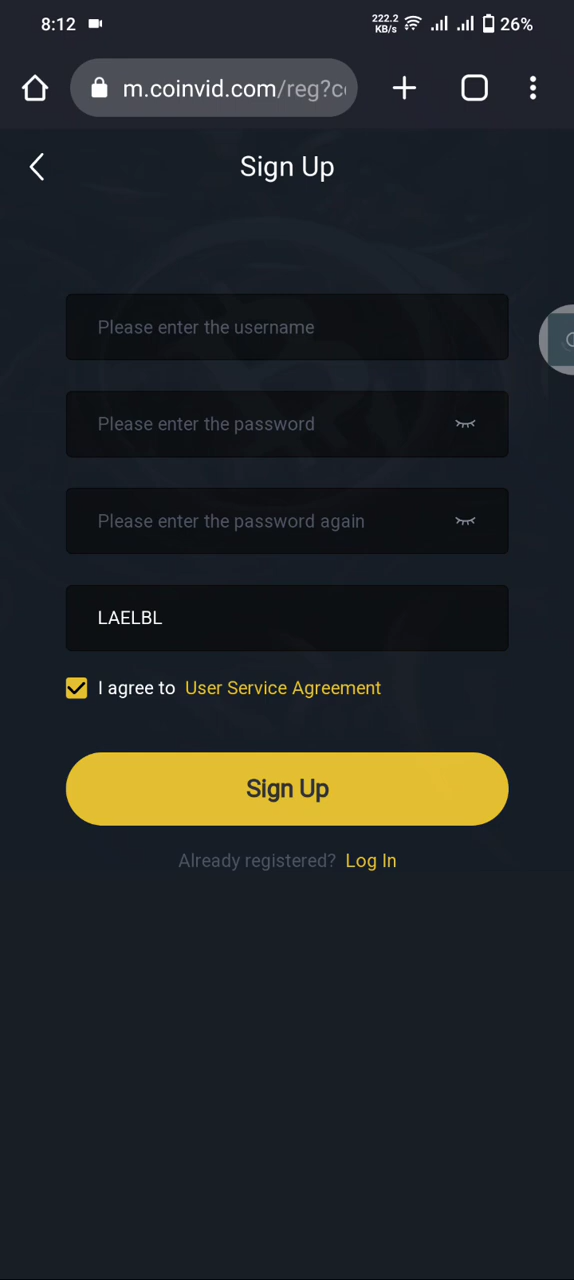 8:12 222.2 KB/s 26%
m.coinvid.com/reg?c
Sign Up
Please enter the username
Please enter the password
Please enter the password again
LAELBL
I agree to User Service Agreement
Sign Up
Already registered? Log In